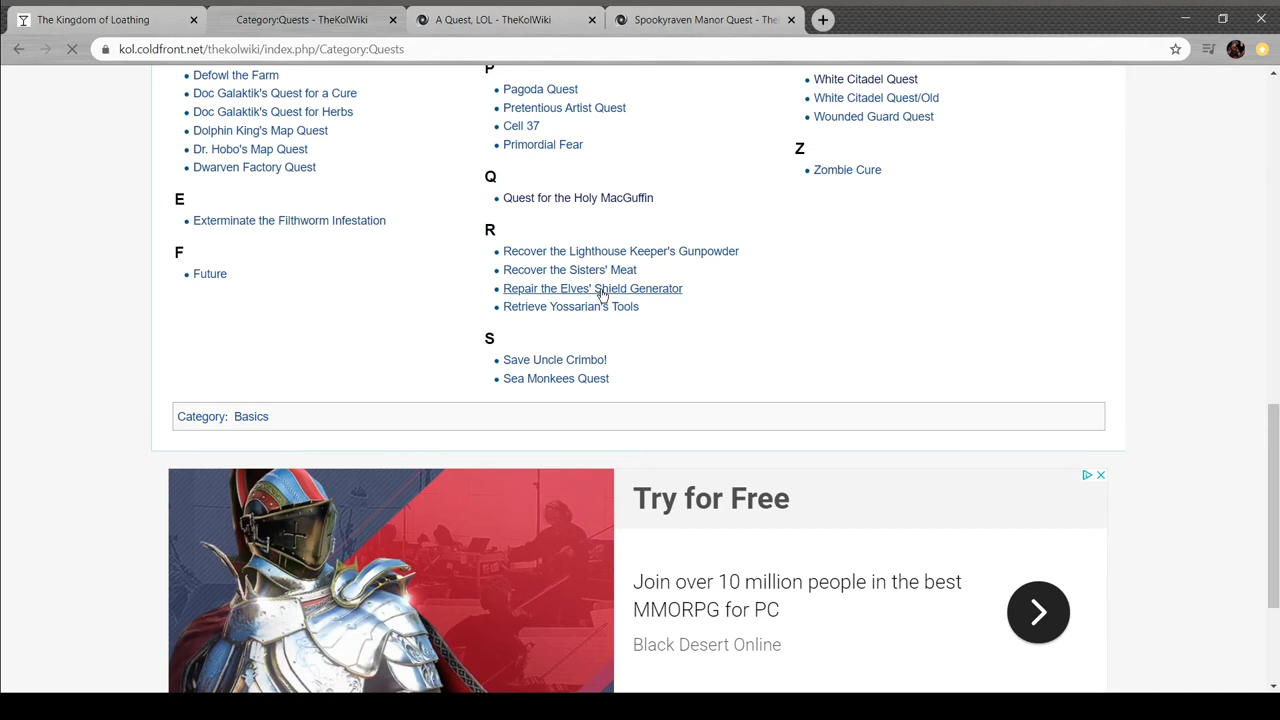 The Kingdom of Loathing
Category:Quests - TheKolWiki
A Quest, LOL - TheKolWiki
Spookyraven Manor Quest - The
kol.coldfront.net/thekolwiki/index.php/Category:Quests
Defowl the Farm
Doc Galaktik's Quest for a Cure
Doc Galaktik's Quest for Herbs
Dolphin King's Map Quest
Dr. Hobo's Map Quest
Dwarven Factory Quest
E
Exterminate the Filthworm Infestation
F
Future
P
Pagoda Quest
Pretentious Artist Quest
Cell 37
Primordial Fear
Q
Quest for the Holy MacGuffin
R
Recover the Lighthouse Keeper's Gunpowder
Recover the Sisters' Meat
Repair the Elves' Shield Generator
Retrieve Yossarian's Tools
S
Save Uncle Crimbo!
Sea Monkees Quest
White Citadel Quest
White Citadel Quest/Old
Wounded Guard Quest
Z
Zombie Cure
Category: Basics
Try for Free
Join over 10 million people in the best
MMORPG for PC
Black Desert Online